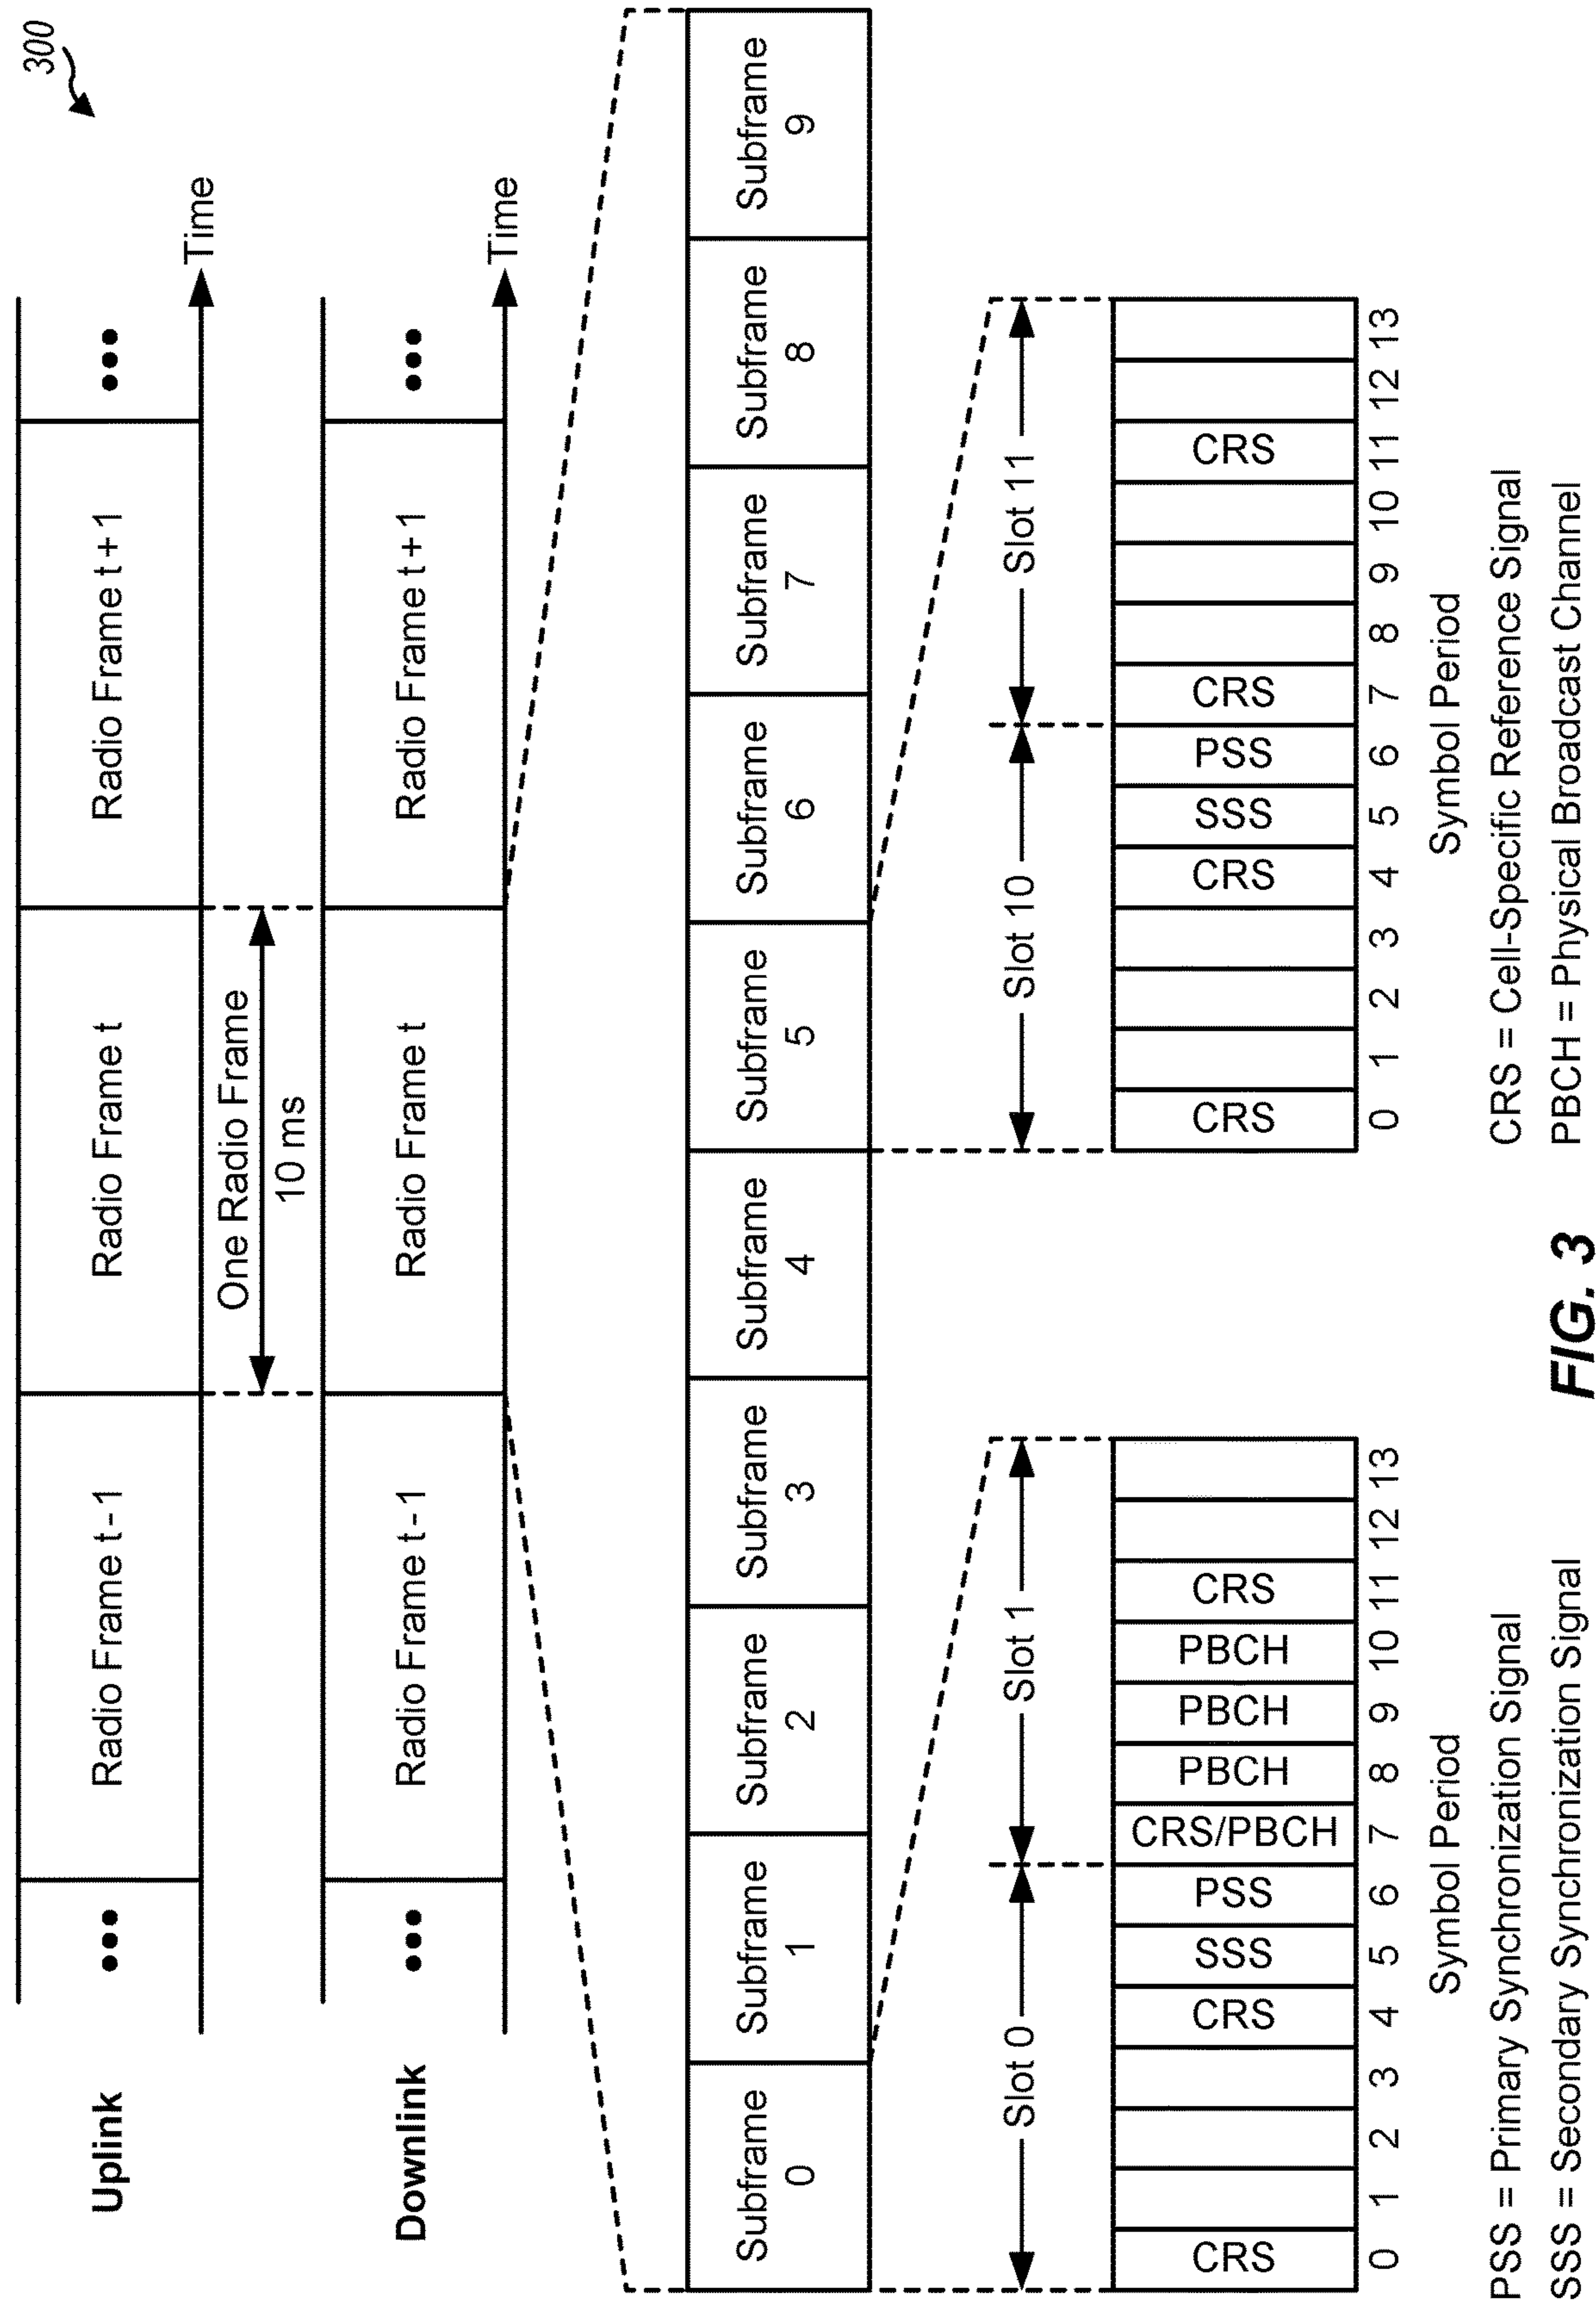 300
Uplink
•••
Radio Frame t-1
Radio Frame t
Radio Frame t+1
•••
Time
One Radio Frame
10 ms
Downlink
•••
Radio Frame t-1
Radio Frame t
Radio Frame t+1
•••
Time
Subframe
0
Subframe
1
Subframe
2
Subframe
3
Subframe
4
Subframe
5
Subframe
6
Subframe
7
Subframe
8
Subframe
9
Slot 0
Slot 1
CRS
CRS
SSS
PSS
CRS/PBCH
PBCH
PBCH
PBCH
CRS
0 1 2 3 4 5 6 7 8 9 10 11 12 13
Symbol Period
Slot 10
Slot 11
CRS
CRS
SSS
PSS
CRS
CRS
0 1 2 3 4 5 6 7 8 9 10 11 12 13
Symbol Period
PSS = Primary Synchronization Signal
SSS = Secondary Synchronization Signal
CRS = Cell-Specific Reference Signal
PBCH = Physical Broadcast Channel
FIG. 3